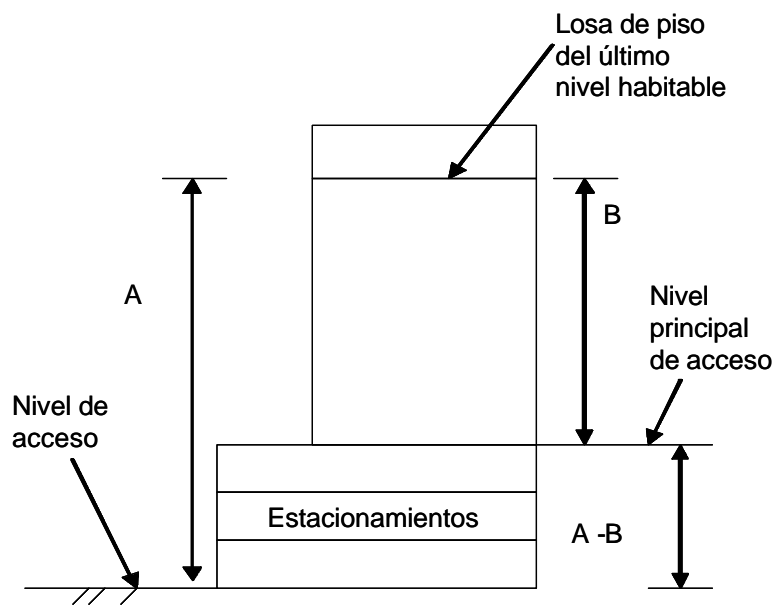 Losa de piso
del último
nivel habitable
B
A
Nivel
principal
de acceso
Nivel de
acceso
Estacionamientos
A -B